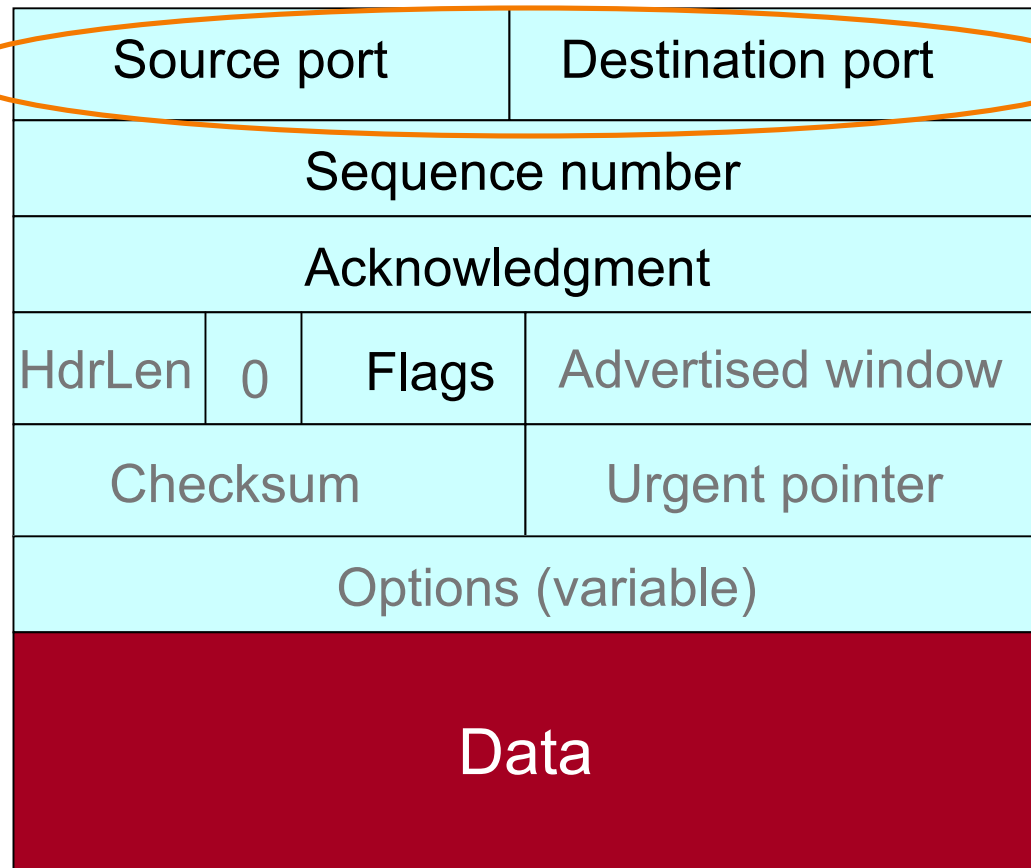 Source port Destination port
Sequence number
Acknowledgment
HdrLen 0 Flags Advertised window
Checksum Urgent pointer
Options (variable)
Data